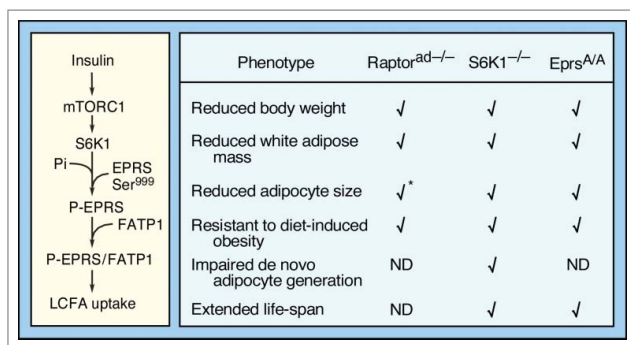 Insulin
mTORC1
S6K1
Pi
EPRS
Ser999
P-EPRS
FATP1
P-EPRS/FATP1
LCFA uptake
Phenotype Raptorad–/– S6K1–/– EprsA/A
Reduced body weight √ √ √
Reduced white adipose
mass √ √ √
Reduced adipocyte size √* √ √
Resistant to diet-induced
obesity √ √ √
Impaired de novo
adipocyte generation ND √ ND
Extended life-span ND √ √